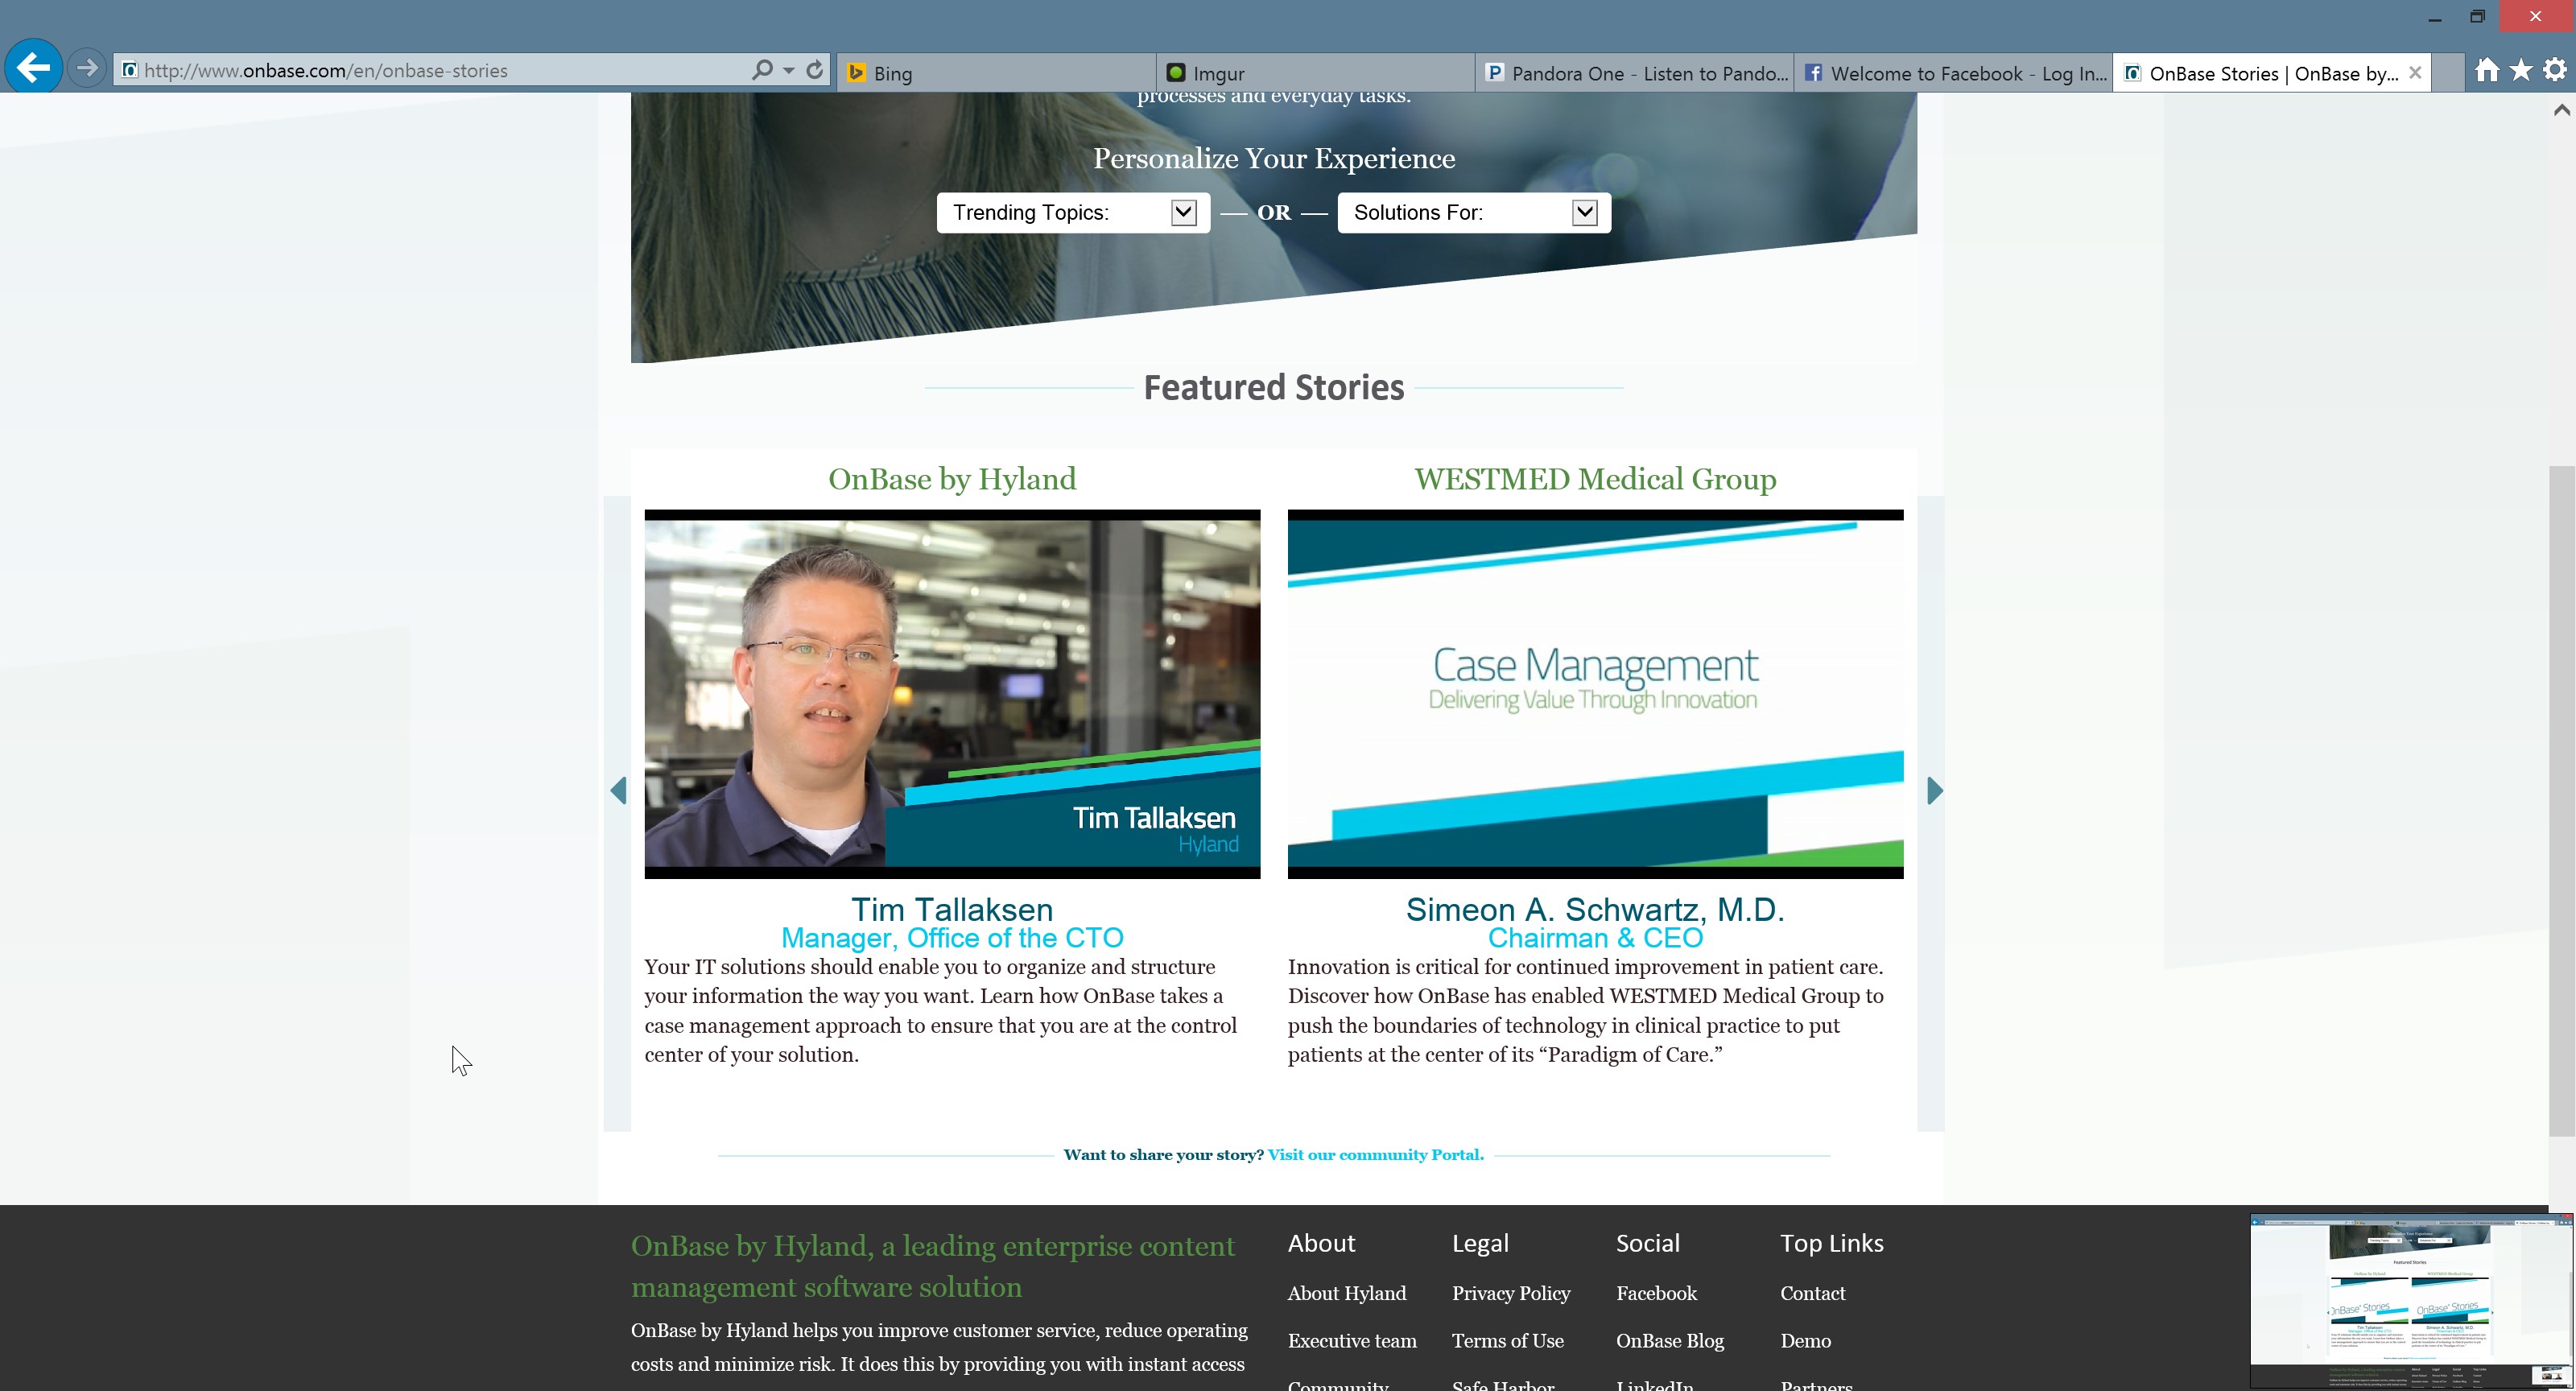 http://www.onbase.com/en/onbase-stories
Bing
Imgur
Pandora One - Listen to Pando...
Welcome to Facebook - Log In...
OnBase Stories | OnBase by...
processes and everyday tasks.
Personalize Your Experience
Trending Topics:
OR
Solutions For:
Featured Stories
OnBase by Hyland
WESTMED Medical Group
Case Management
Delivering Value Through Innovation
Tim Tallaksen
Hyland
Tim Tallaksen
Manager, Office of the CTO
Your IT solutions should enable you to organize and structure
your information the way you want. Learn how OnBase takes a
case management approach to ensure that you are at the control
center of your solution.
Simeon A. Schwartz, M.D.
Chairman & CEO
Innovation is critical for continued improvement in patient care.
Discover how OnBase has enabled WESTMED Medical Group to
push the boundaries of technology in clinical practice to put
patients at the center of its “Paradigm of Care.”
Want to share your story? Visit our community Portal.
OnBase by Hyland, a leading enterprise content
management software solution
OnBase by Hyland helps you improve customer service, reduce operating
costs and minimize risk. It does this by providing you with instant access
About
About Hyland
Executive team
Community
Legal
Privacy Policy
Terms of Use
Safe Harbor
Social
Facebook
OnBase Blog
LinkedIn
Top Links
Contact
Demo
Partners
Featured Stories
OnBase® Stories